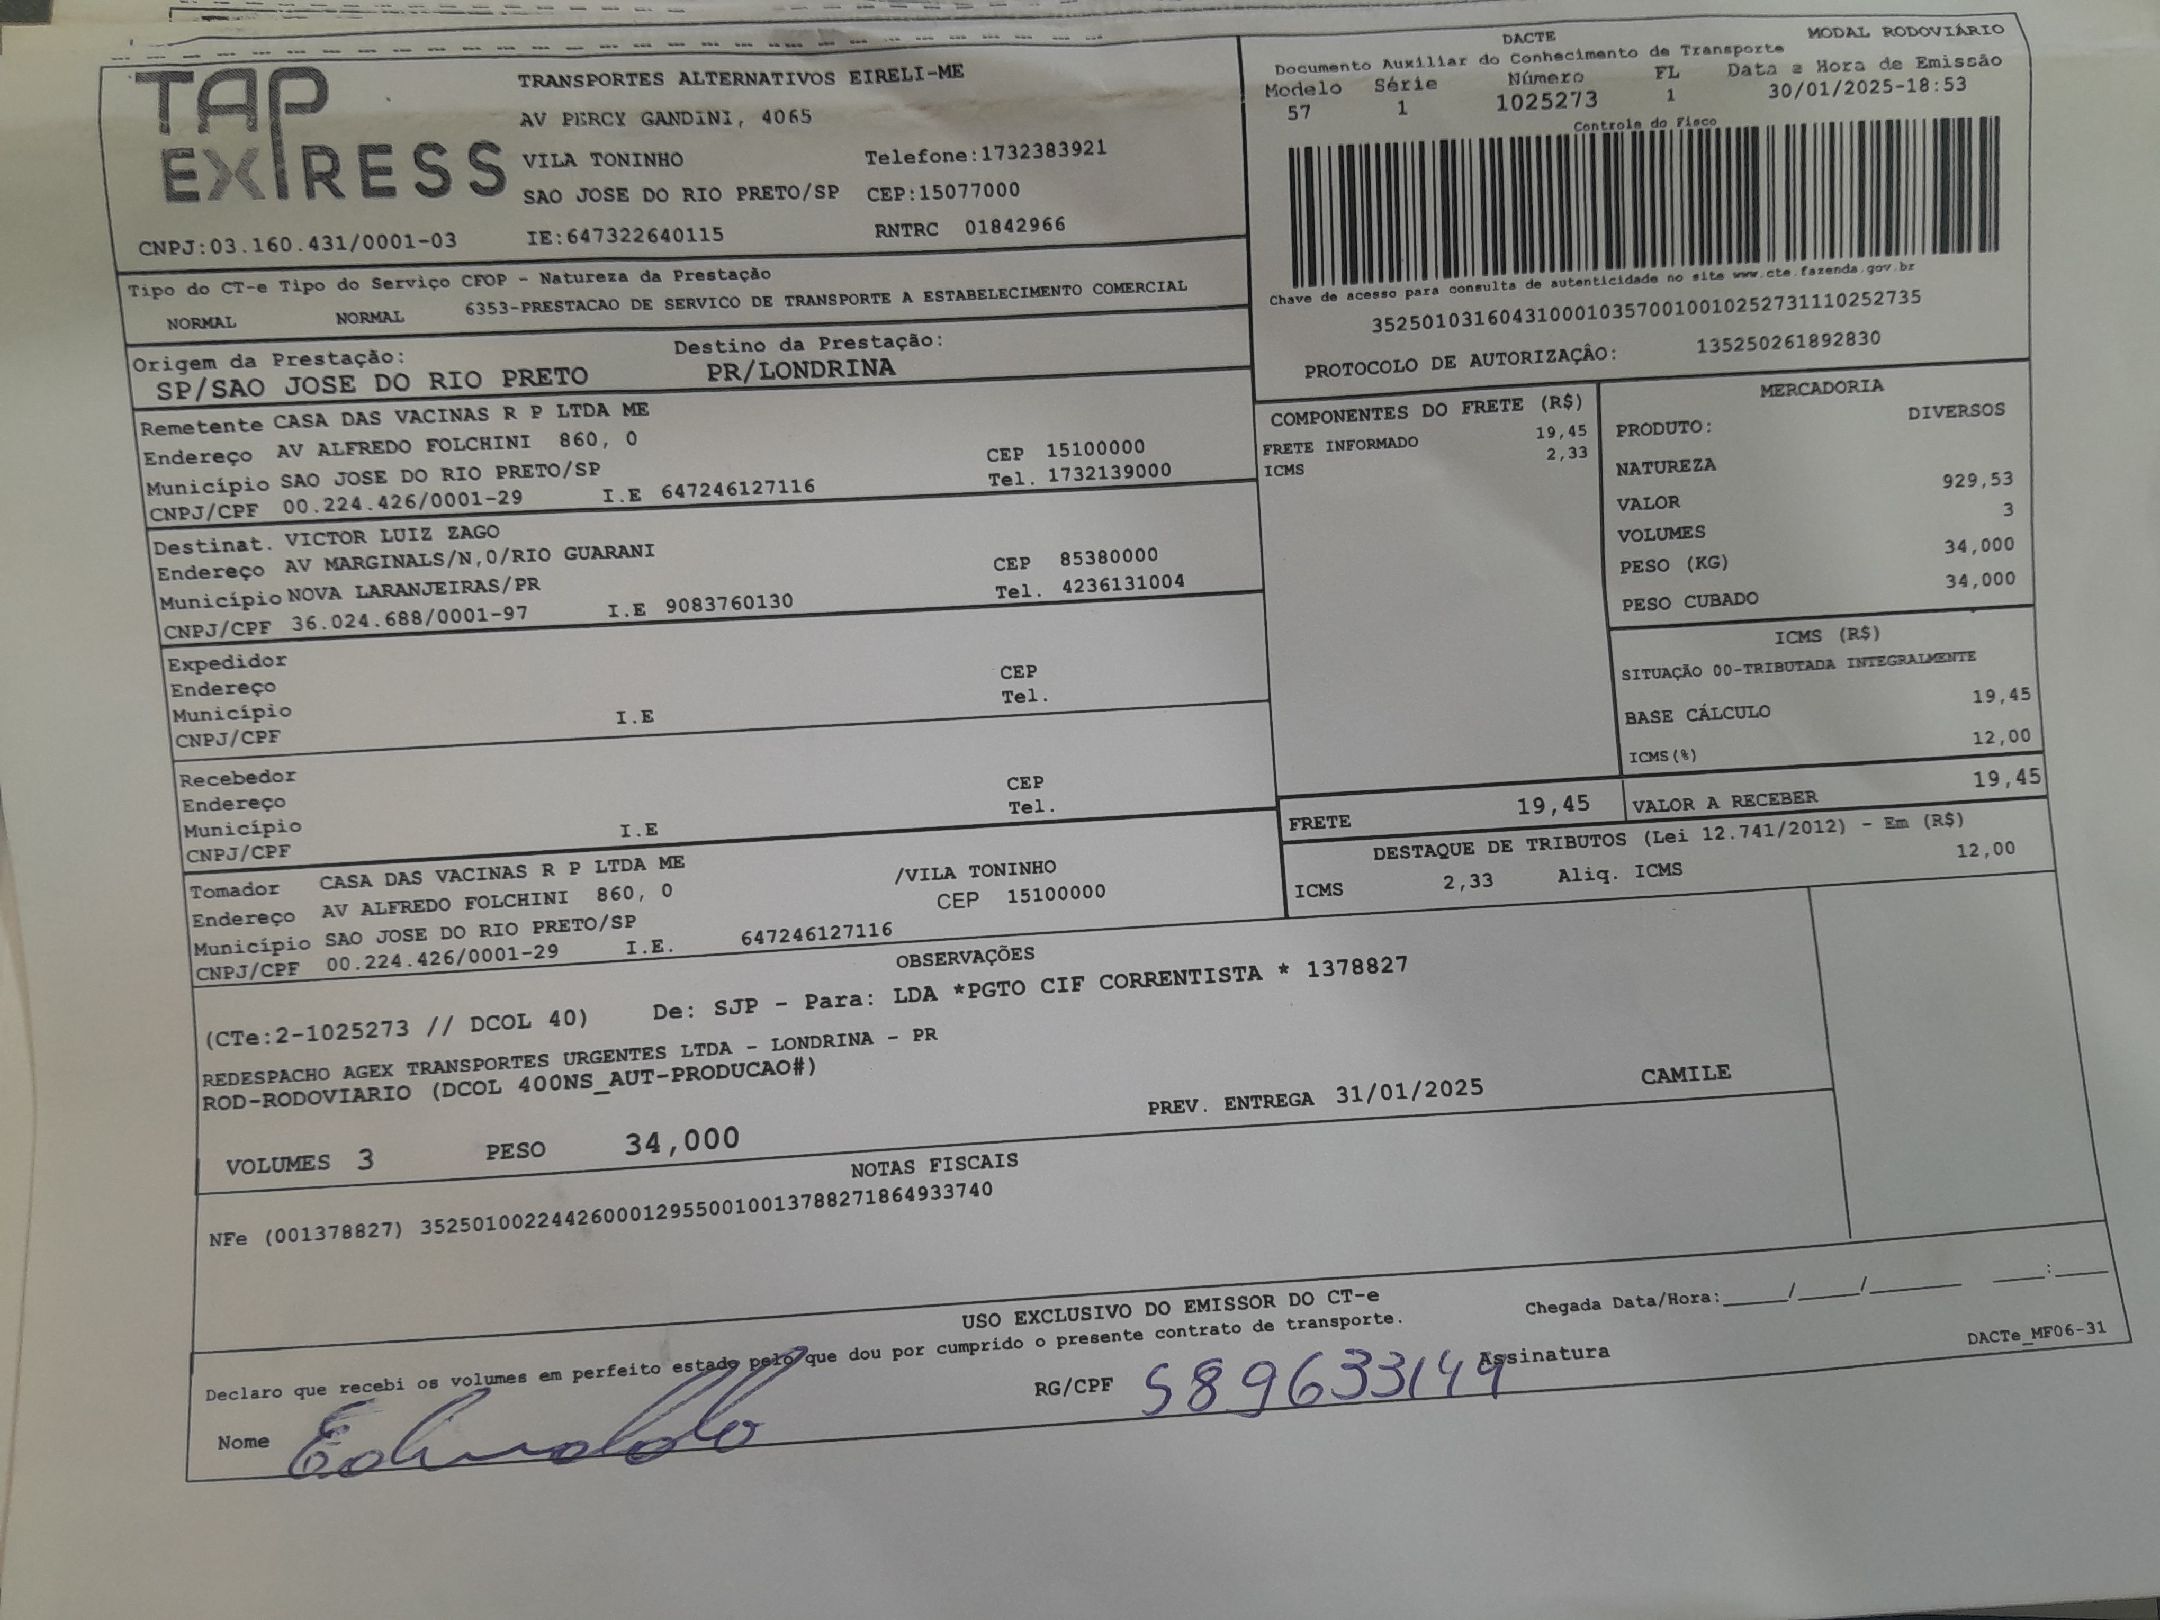 TAP EXPRESS
TRANSPORTES ALTERNATIVOS EIRELI-ME
AV PERCY GANDINI, 4065
VILA TONINHO Telefone:1732383921
SAO JOSE DO RIO PRETO/SP CEP:15077000
CNPJ:03.160.431/0001-03 IE:647322640115 RNTRC 01842966
DACTE MODAL RODOVIÁRIO
Documento Auxiliar do Conhecimento de Transporte
Modelo Série Número FL Data e Hora de Emissão
57 1 1025273 1 30/01/2025-18:53
Controle do Fisco
Chave de acesso para consulta de autenticidade no site www.cte.fazenda.gov.br
35250103160431000103570010010252731110252735
PROTOCOLO DE AUTORIZAÇÂO: 135250261892830
Tipo do CT-e Tipo do Serviço CFOP - Natureza da Prestação
NORMAL NORMAL 6353-PRESTACAO DE SERVICO DE TRANSPORTE A ESTABELECIMENTO COMERCIAL
Origem da Prestação: Destino da Prestação:
SP/SAO JOSE DO RIO PRETO PR/LONDRINA
Remetente CASA DAS VACINAS R P LTDA ME
Endereço AV ALFREDO FOLCHINI 860, 0 CEP 15100000
Município SAO JOSE DO RIO PRETO/SP Tel. 1732139000
CNPJ/CPF 00.224.426/0001-29 I.E 647246127116
Destinat. VICTOR LUIZ ZAGO
Endereço AV MARGINALS/N,0/RIO GUARANI CEP 85380000
Município NOVA LARANJEIRAS/PR Tel. 4236131004
CNPJ/CPF 36.024.688/0001-97 I.E 9083760130
Expedidor
Endereço CEP
Município Tel.
CNPJ/CPF I.E
Recebedor
Endereço CEP
Município Tel.
CNPJ/CPF I.E
Tomador CASA DAS VACINAS R P LTDA ME /VILA TONINHO
Endereço AV ALFREDO FOLCHINI 860, 0 CEP 15100000
Município SAO JOSE DO RIO PRETO/SP
CNPJ/CPF 00.224.426/0001-29 I.E. 647246127116
COMPONENTES DO FRETE (R$)
FRETE INFORMADO 19,45
ICMS 2,33
MERCADORIA
PRODUTO: DIVERSOS
NATUREZA
VALOR 929,53
VOLUMES 3
PESO (KG) 34,000
PESO CUBADO 34,000
ICMS (R$)
SITUAÇÃO 00-TRIBUTADA INTEGRALMENTE
BASE CÁLCULO 19,45
ICMS(%) 12,00
FRETE 19,45 VALOR A RECEBER 19,45
DESTAQUE DE TRIBUTOS (Lei 12.741/2012) - Em (R$)
ICMS 2,33 Aliq. ICMS 12,00
OBSERVAÇÕES
(CTe:2-1025273 // DCOL 40) De: SJP - Para: LDA *PGTO CIF CORRENTISTA * 1378827
REDESPACHO AGEX TRANSPORTES URGENTES LTDA - LONDRINA - PR
ROD-RODOVIARIO (DCOL 400NS_AUT-PRODUCAO#)
PREV. ENTREGA 31/01/2025 CAMILE
VOLUMES 3 PESO 34,000
NOTAS FISCAIS
NFe (001378827) 35250100224426000129550010013788271864933740
USO EXCLUSIVO DO EMISSOR DO CT-e
Declaro que recebi os volumes em perfeito estado pelo que dou por cumprido o presente contrato de transporte.
Chegada Data/Hora:____/____/______ ___:___
Nome RG/CPF 589633149 Assinatura
DACTe_MF06-31